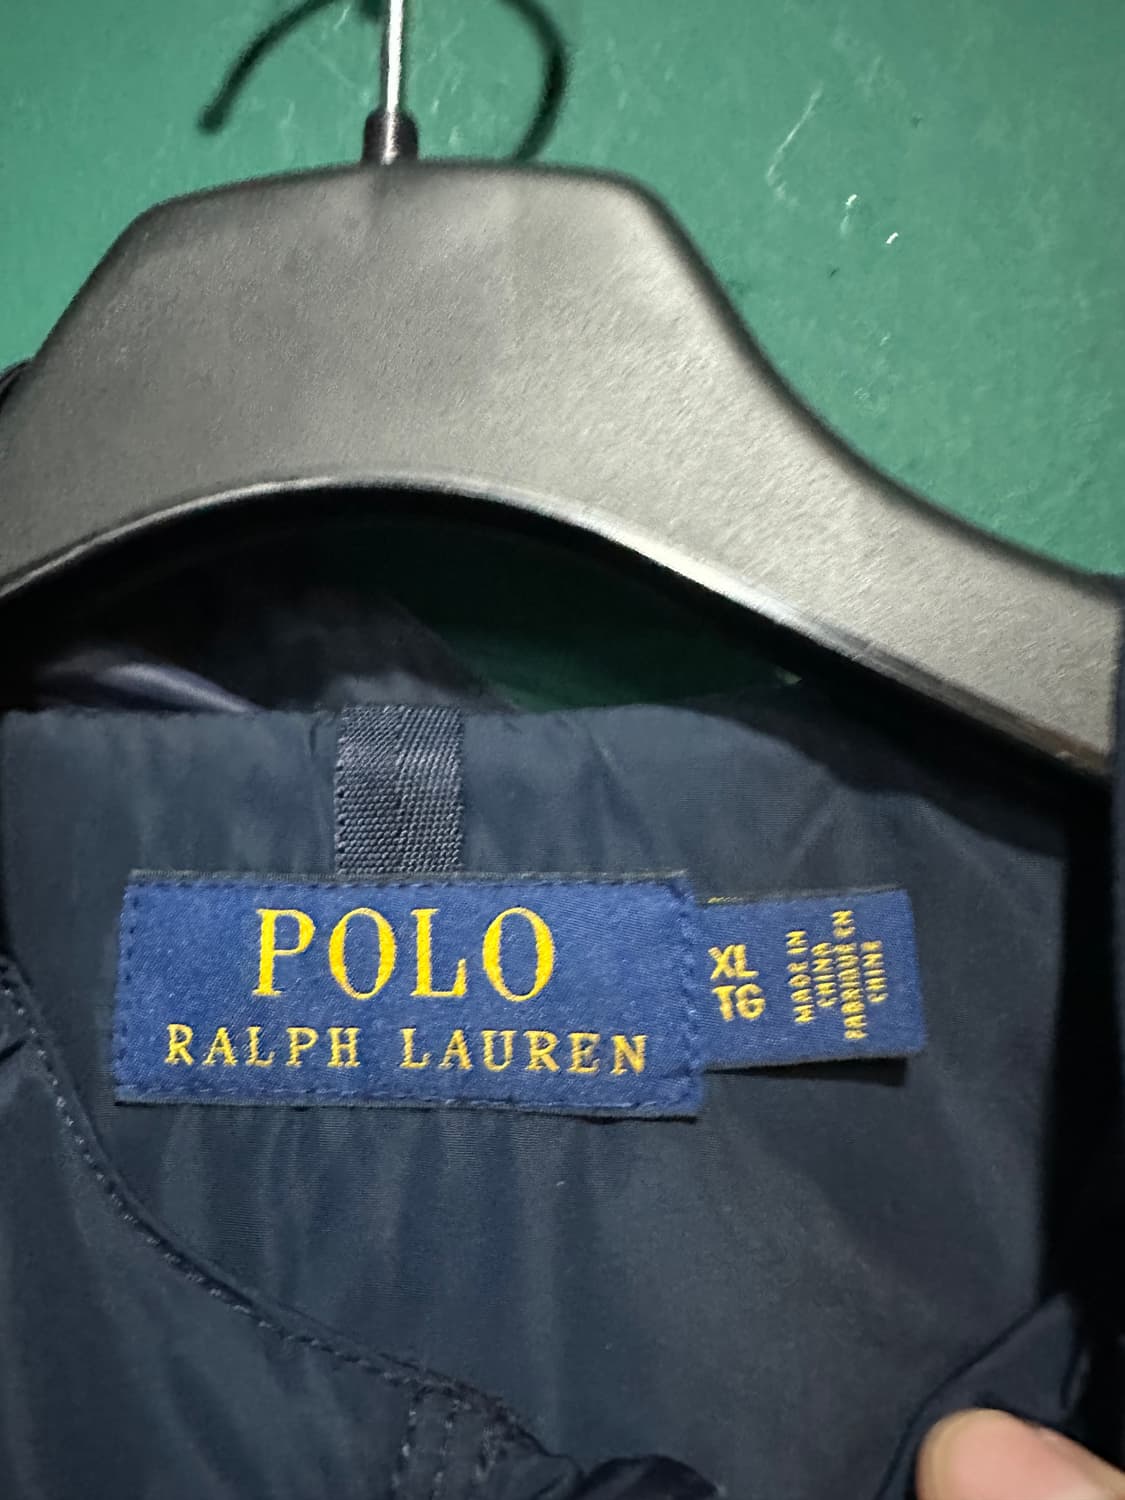 POLO
RALPH LAUREN
XL
TG
MADE IN
CHINA
FABRIQUÉ EN
CHINE